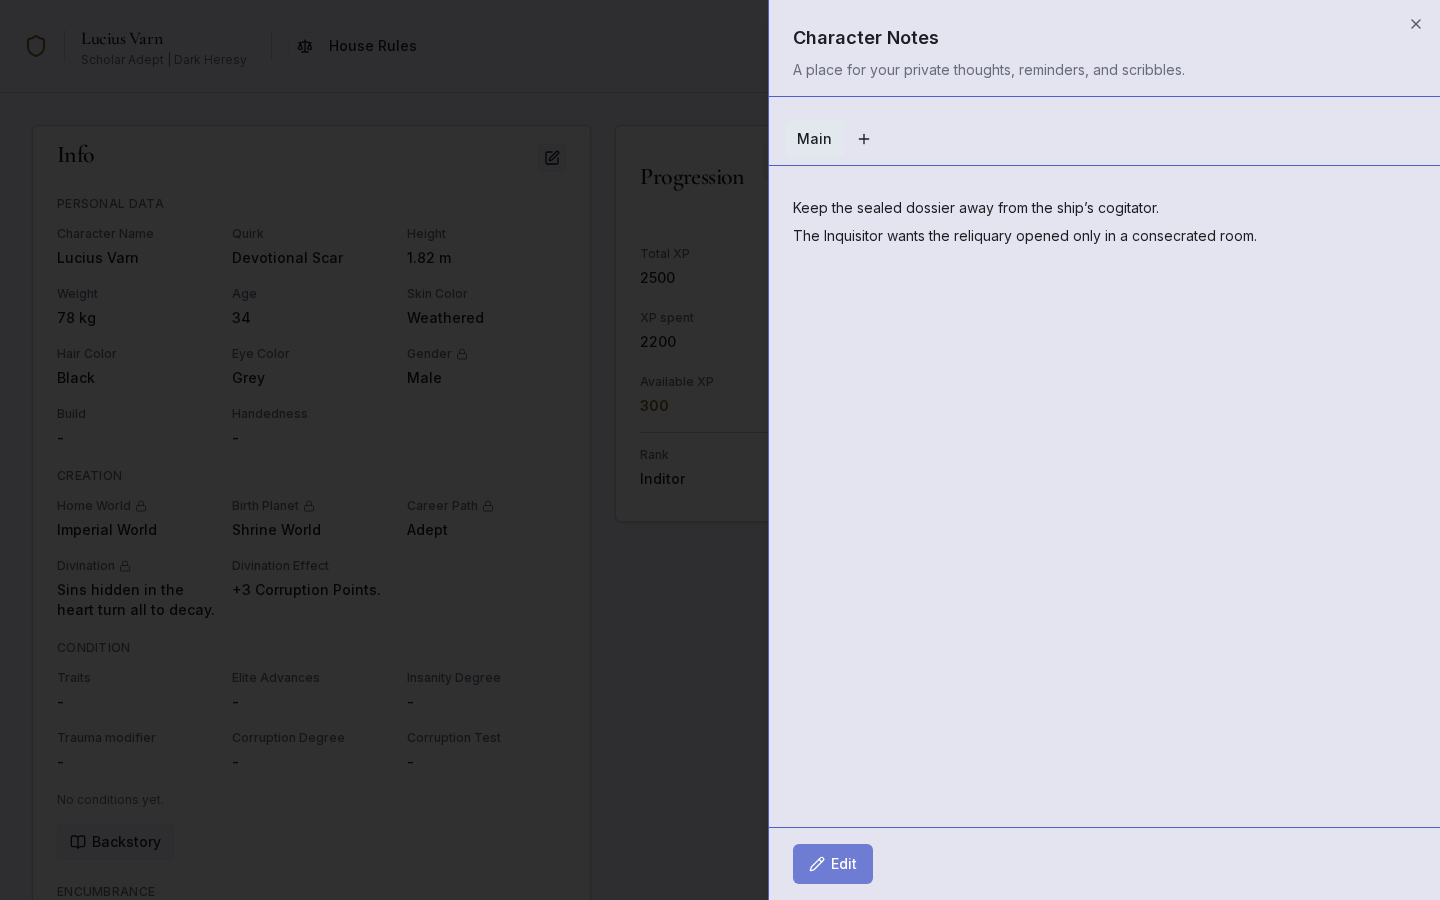 Lucius Varn
Scholar Adept | Dark Heresy
House Rules
Info
PERSONAL DATA
Character Name
Quirk
Height
Lucius Varn
Devotional Scar
1.82 m
Weight
Age
Skin Color
78 kg
34
Weathered
Hair Color
Eye Color
Gender
Black
Grey
Male
Build
Handedness
-
-
CREATION
Home World
Birth Planet
Career Path
Imperial World
Shrine World
Adept
Divination
Divination Effect
Sins hidden in the
heart turn all to decay.
+3 Corruption Points.
CONDITION
Traits
Elite Advances
Insanity Degree
-
-
-
Trauma modifier
Corruption Degree
Corruption Test
-
-
-
No conditions yet.
Backstory
ENCUMBRANCE
Progression
Total XP
2500
XP spent
2200
Available XP
300
Rank
Inditor
Character Notes
A place for your private thoughts, reminders, and scribbles.
Main
Keep the sealed dossier away from the ship’s cogitator.
The Inquisitor wants the reliquary opened only in a consecrated room.
Edit